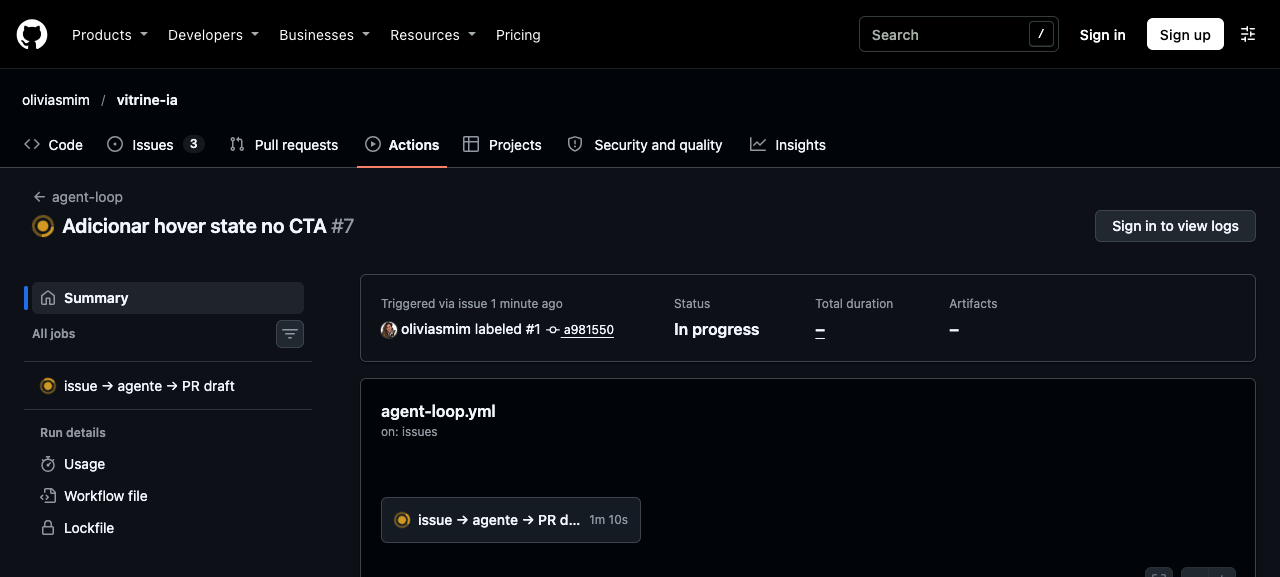 Products Developers Businesses Resources Pricing Search / Sign in Sign up
oliviasmim / vitrine-ia
Code Issues 3 Pull requests Actions Projects Security and quality Insights
← agent-loop
Adicionar hover state no CTA #7
Sign in to view logs
Summary
All jobs
issue → agente → PR draft
Run details
Usage
Workflow file
Lockfile
Triggered via issue 1 minute ago
oliviasmim labeled #1 a981550
Status
In progress
Total duration
–
Artifacts
–
agent-loop.yml
on: issues
issue → agente → PR d... 1m 10s